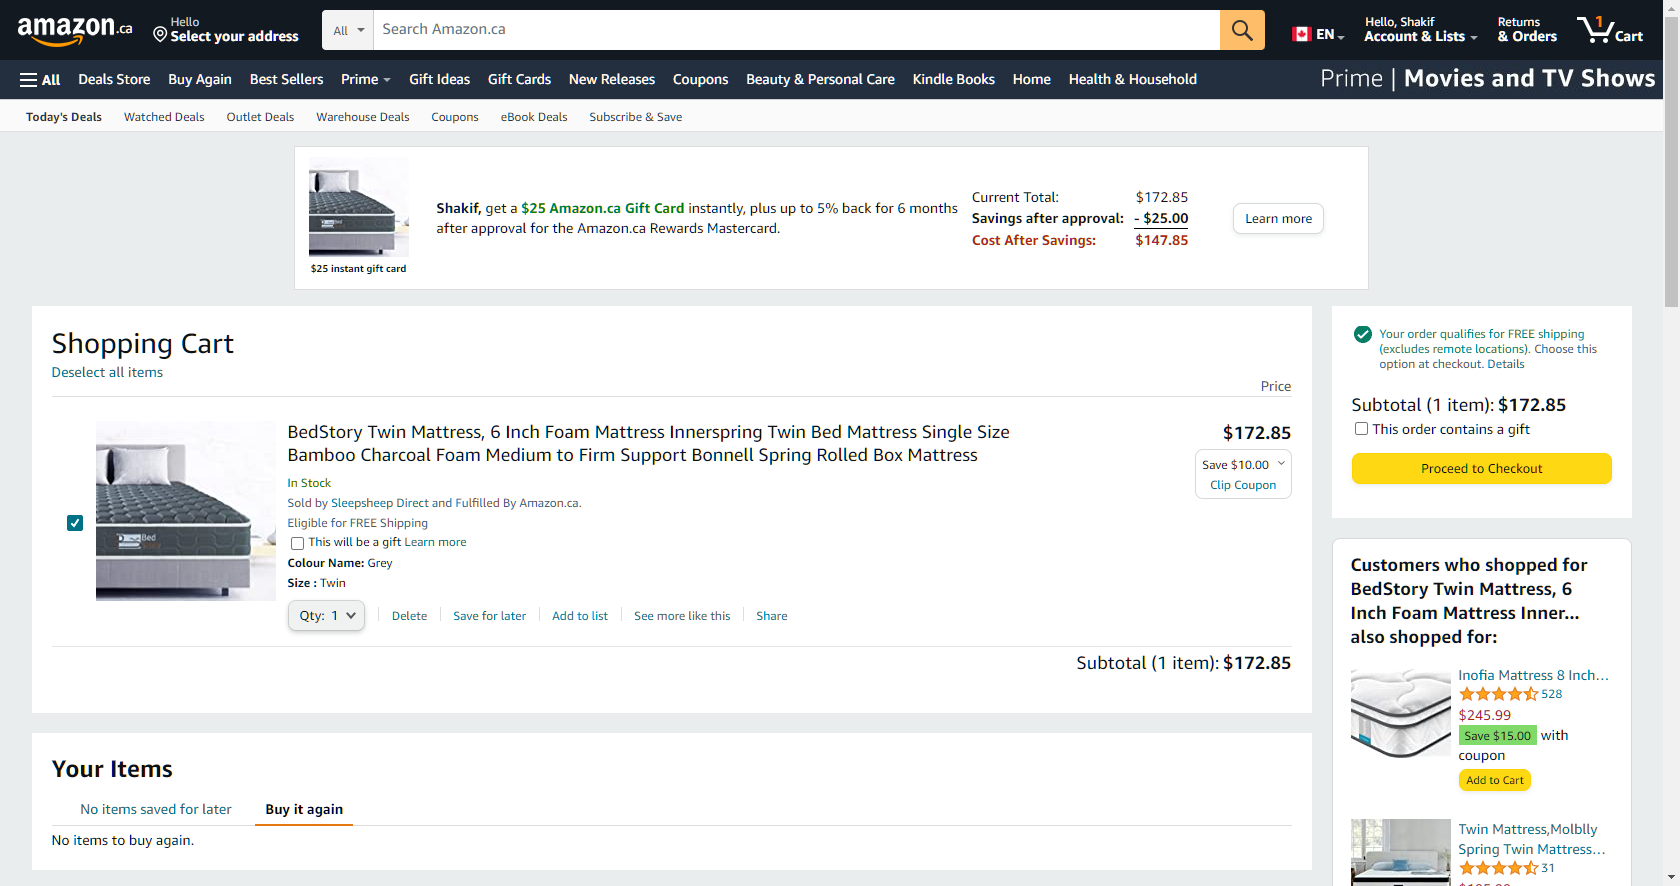 amazon.ca
Hello
Select your address
All
Search Amazon.ca
EN
Hello, Shakif
Account & Lists
Returns
& Orders
1
Cart
All
Deals Store
Buy Again
Best Sellers
Prime
Gift Ideas
Gift Cards
New Releases
Coupons
Beauty & Personal Care
Kindle Books
Home
Health & Household
Prime | Movies and TV Shows
Today's Deals
Watched Deals
Outlet Deals
Warehouse Deals
Coupons
eBook Deals
Subscribe & Save
$25 instant gift card
Shakif, get a $25 Amazon.ca Gift Card instantly, plus up to 5% back for 6 months
after approval for the Amazon.ca Rewards Mastercard.
Current Total: $172.85
Savings after approval: - $25.00
Cost After Savings: $147.85
Learn more
Shopping Cart
Deselect all items
Price
BedStory Twin Mattress, 6 Inch Foam Mattress Innerspring Twin Bed Mattress Single Size
Bamboo Charcoal Foam Medium to Firm Support Bonnell Spring Rolled Box Mattress
$172.85
Save $10.00
Clip Coupon
In Stock
Sold by Sleepsheep Direct and Fulfilled By Amazon.ca.
Eligible for FREE Shipping
This will be a gift Learn more
Colour Name: Grey
Size : Twin
Qty: 1
Delete
Save for later
Add to list
See more like this
Share
Subtotal (1 item): $172.85
Your Items
No items saved for later
Buy it again
No items to buy again.
Your order qualifies for FREE shipping
(excludes remote locations). Choose this
option at checkout. Details
Subtotal (1 item): $172.85
This order contains a gift
Proceed to Checkout
Customers who shopped for
BedStory Twin Mattress, 6
Inch Foam Mattress Inner...
also shopped for:
Inofia Mattress 8 Inch...
528
$245.99
Save $15.00 with
coupon
Add to Cart
Twin Mattress,Molblly
Spring Twin Mattress...
31